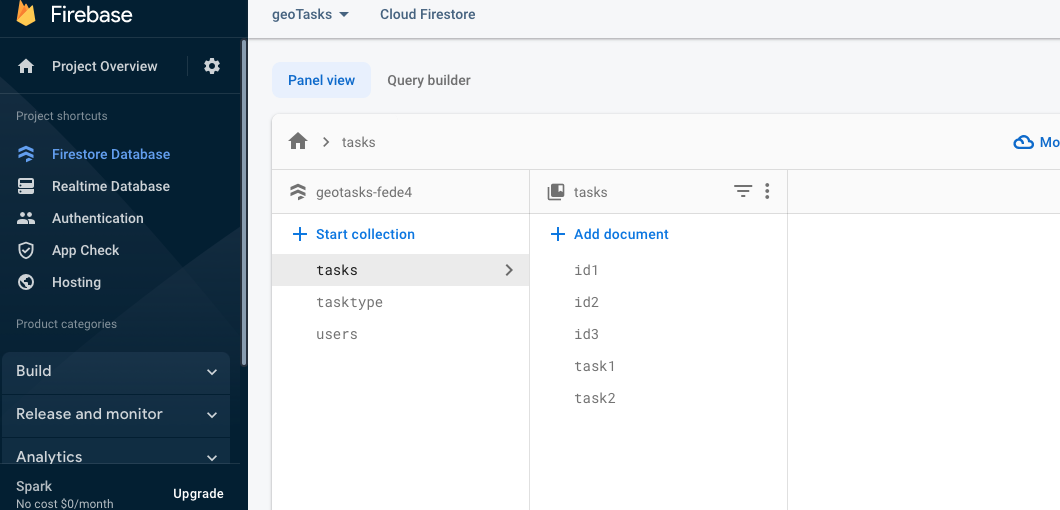 Firebase
Project Overview
Project shortcuts
Firestore Database
Realtime Database
Authentication
App Check
Hosting
Product categories
Build
Release and monitor
Analytics
Spark
No cost $0/month
Upgrade
geoTasks
Cloud Firestore
Panel view
Query builder
tasks
Mo
geotasks-fede4
Start collection
tasks
tasktype
users
tasks
Add document
id1
id2
id3
task1
task2